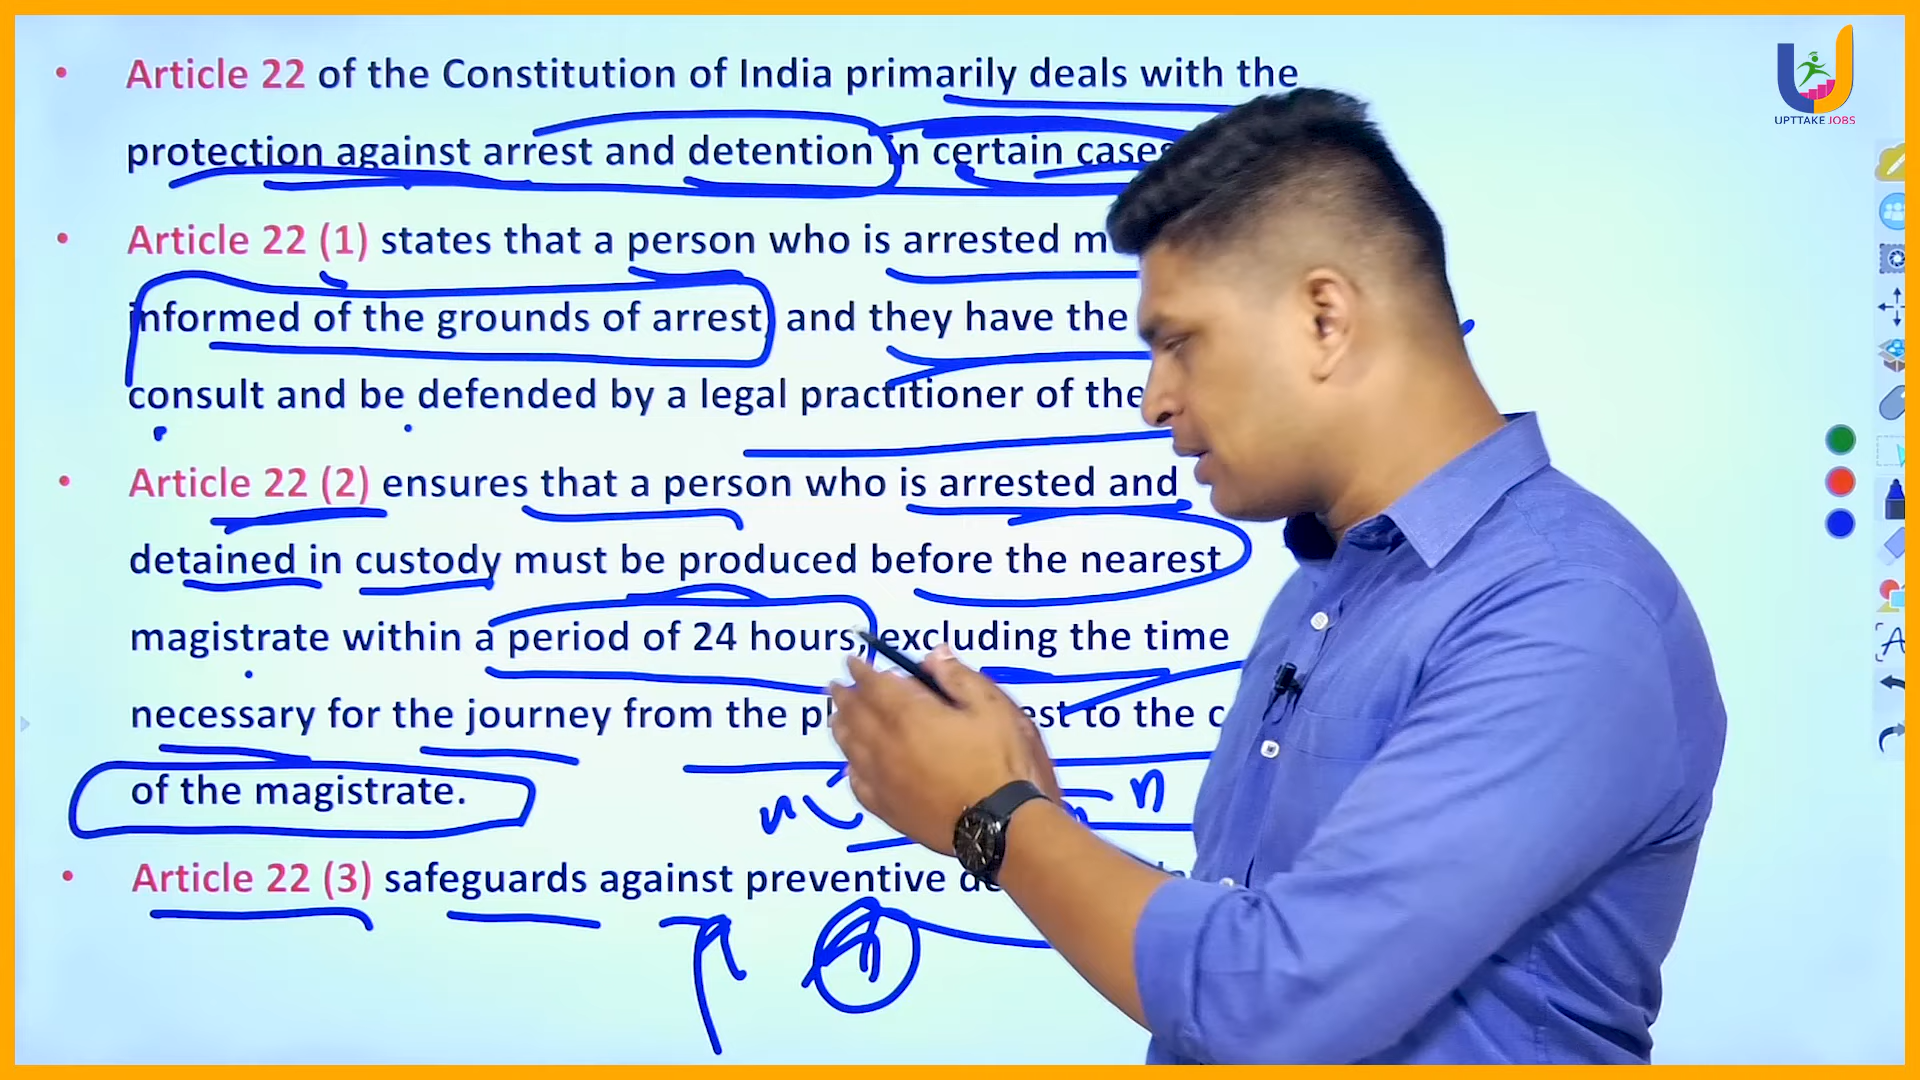 • Article 22 of the Constitution of India primarily deals with the
protection against arrest and detention in certain cases
• Article 22 (1) states that a person who is arrested
informed of the grounds of arrest, and they have the
consult and be defended by a legal practitioner of the
• Article 22 (2) ensures that a person who is arrested and
detained in custody must be produced before the nearest
magistrate within a period of 24 hours, excluding the time
necessary for the journey from the to the
of the magistrate.
• Article 22 (3) safeguards against preventive
UPTTAKE JOBS